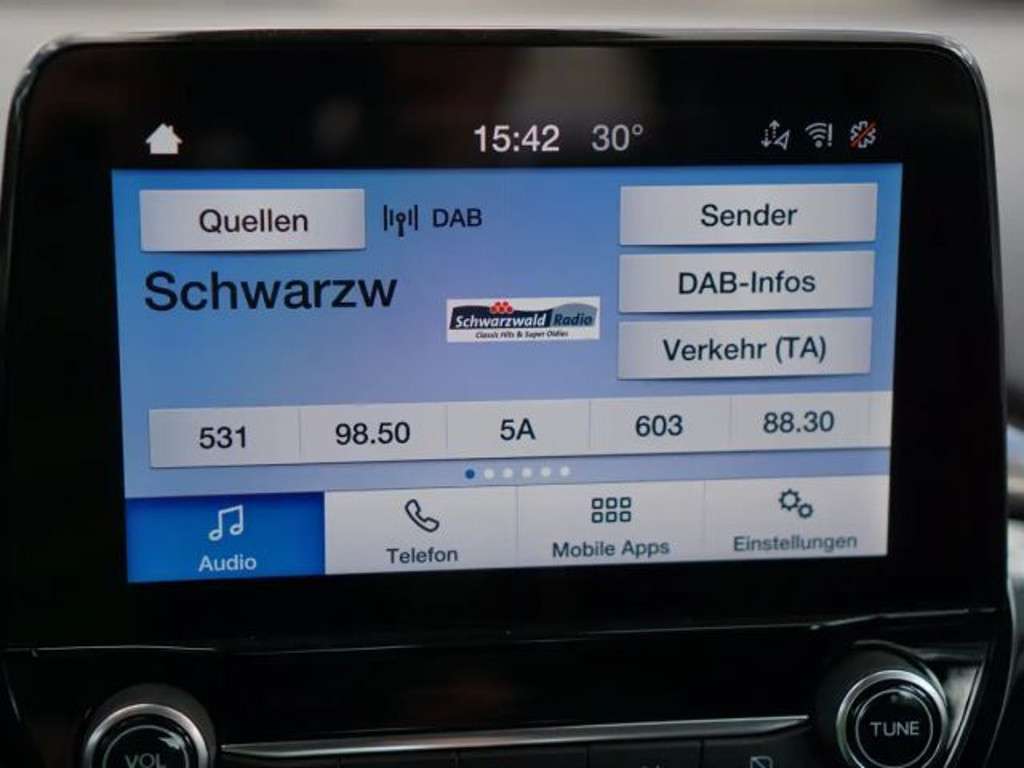 15:42 30°
Quellen DAB Sender
Schwarzw
DAB-Infos
Schwarzwald Radio
Classic Hits & Super Oldies
Verkehr (TA)
531 98.50 5A 603 88.30
Audio Telefon Mobile Apps Einstellungen
VOL TUNE